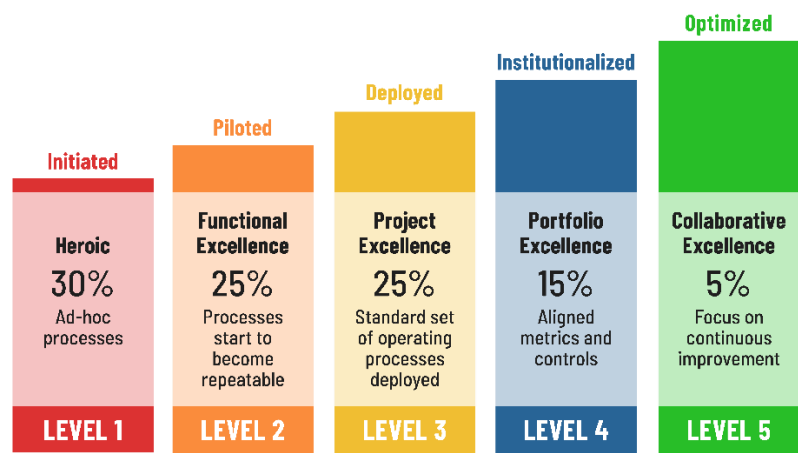 Initiated
Heroic
30%
Ad-hoc
processes
LEVEL 1
Piloted
Functional
Excellence
25%
Processes
start to
become
repeatable
LEVEL 2
Deployed
Project
Excellence
25%
Standard set
of operating
processes
deployed
LEVEL 3
Institutionalized
Portfolio
Excellence
15%
Aligned
metrics and
controls
LEVEL 4
Optimized
Collaborative
Excellence
5%
Focus on
continuous
improvement
LEVEL 5